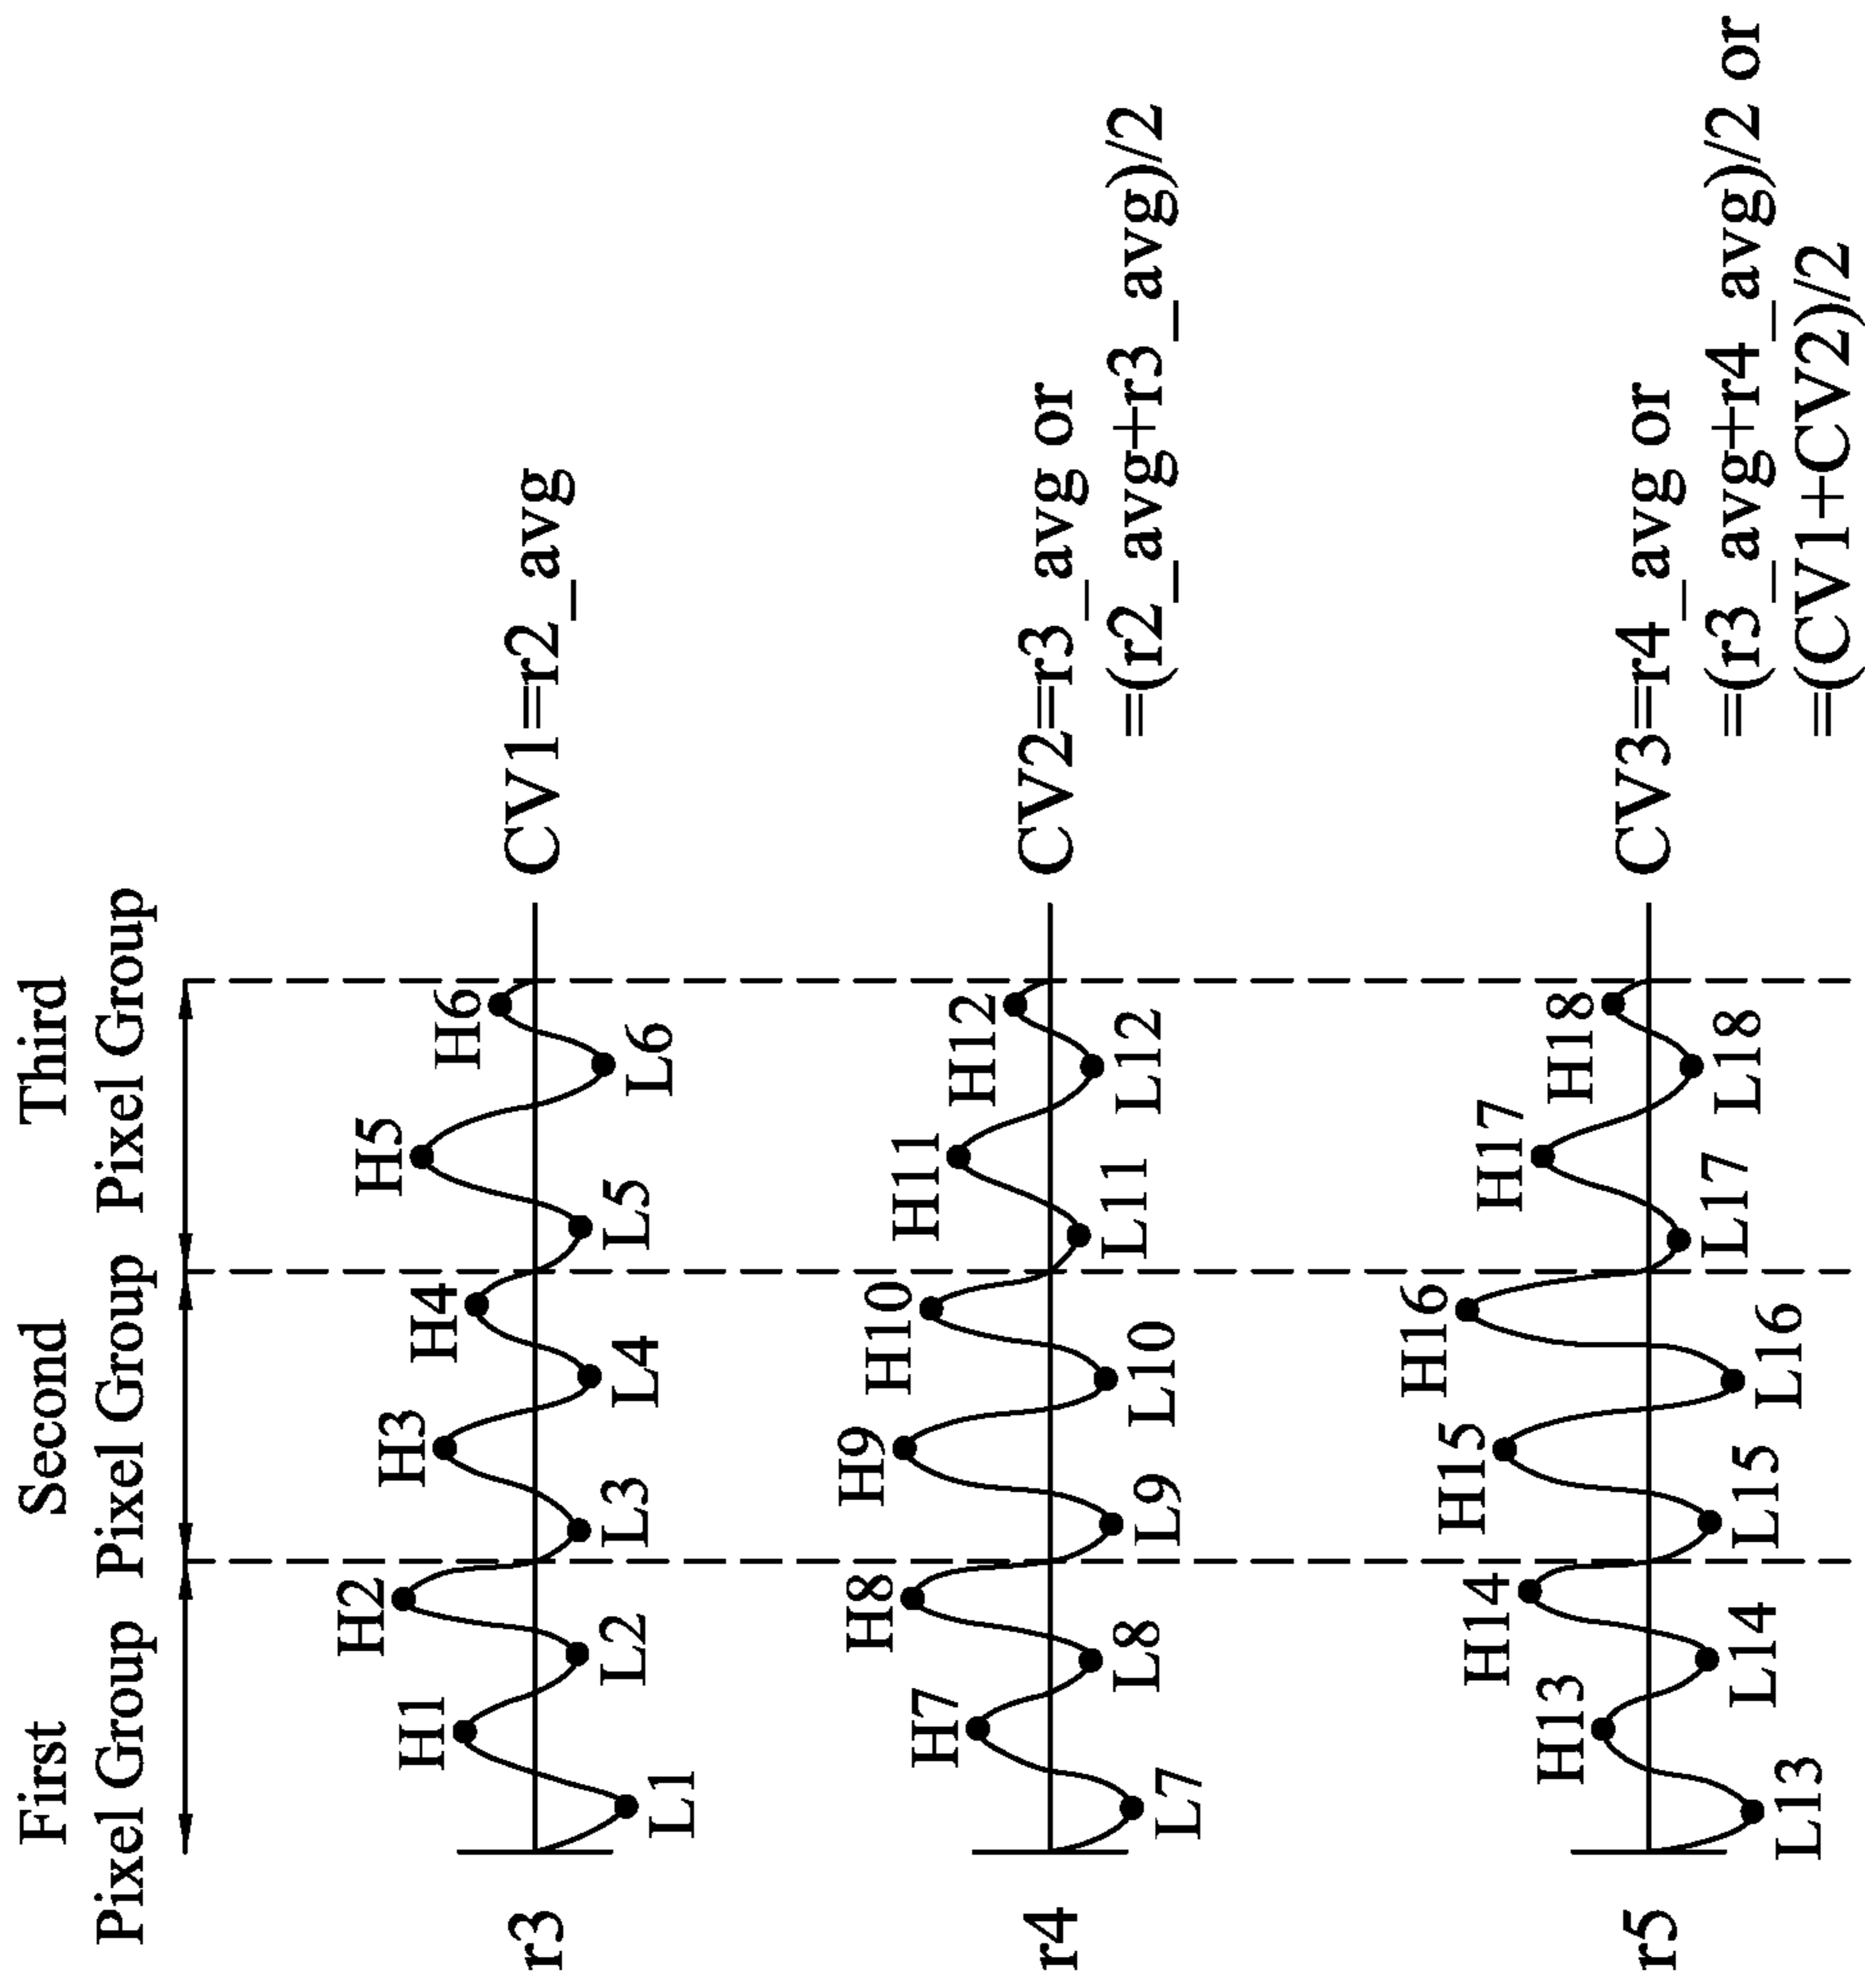 First
Pixel Group
Second
Pixel Group
Third
Pixel Group
r3
L1
H1
L2
H2
L3
H3
L4
H4
L5
H5
L6
H6
CV1=r2_avg
r4
L7
H7
L8
H8
L9
H9
L10
H10
L11
H11
L12
H12
CV2=r3_avg or
=(r2_avg+r3_avg)/2
r5
L13
H13
L14
H14
L15
H15
L16
H16
L17
H17
L18
H18
CV3=r4_avg or
=(r3_avg+r4_avg)/2 or
=(CV1+CV2)/2